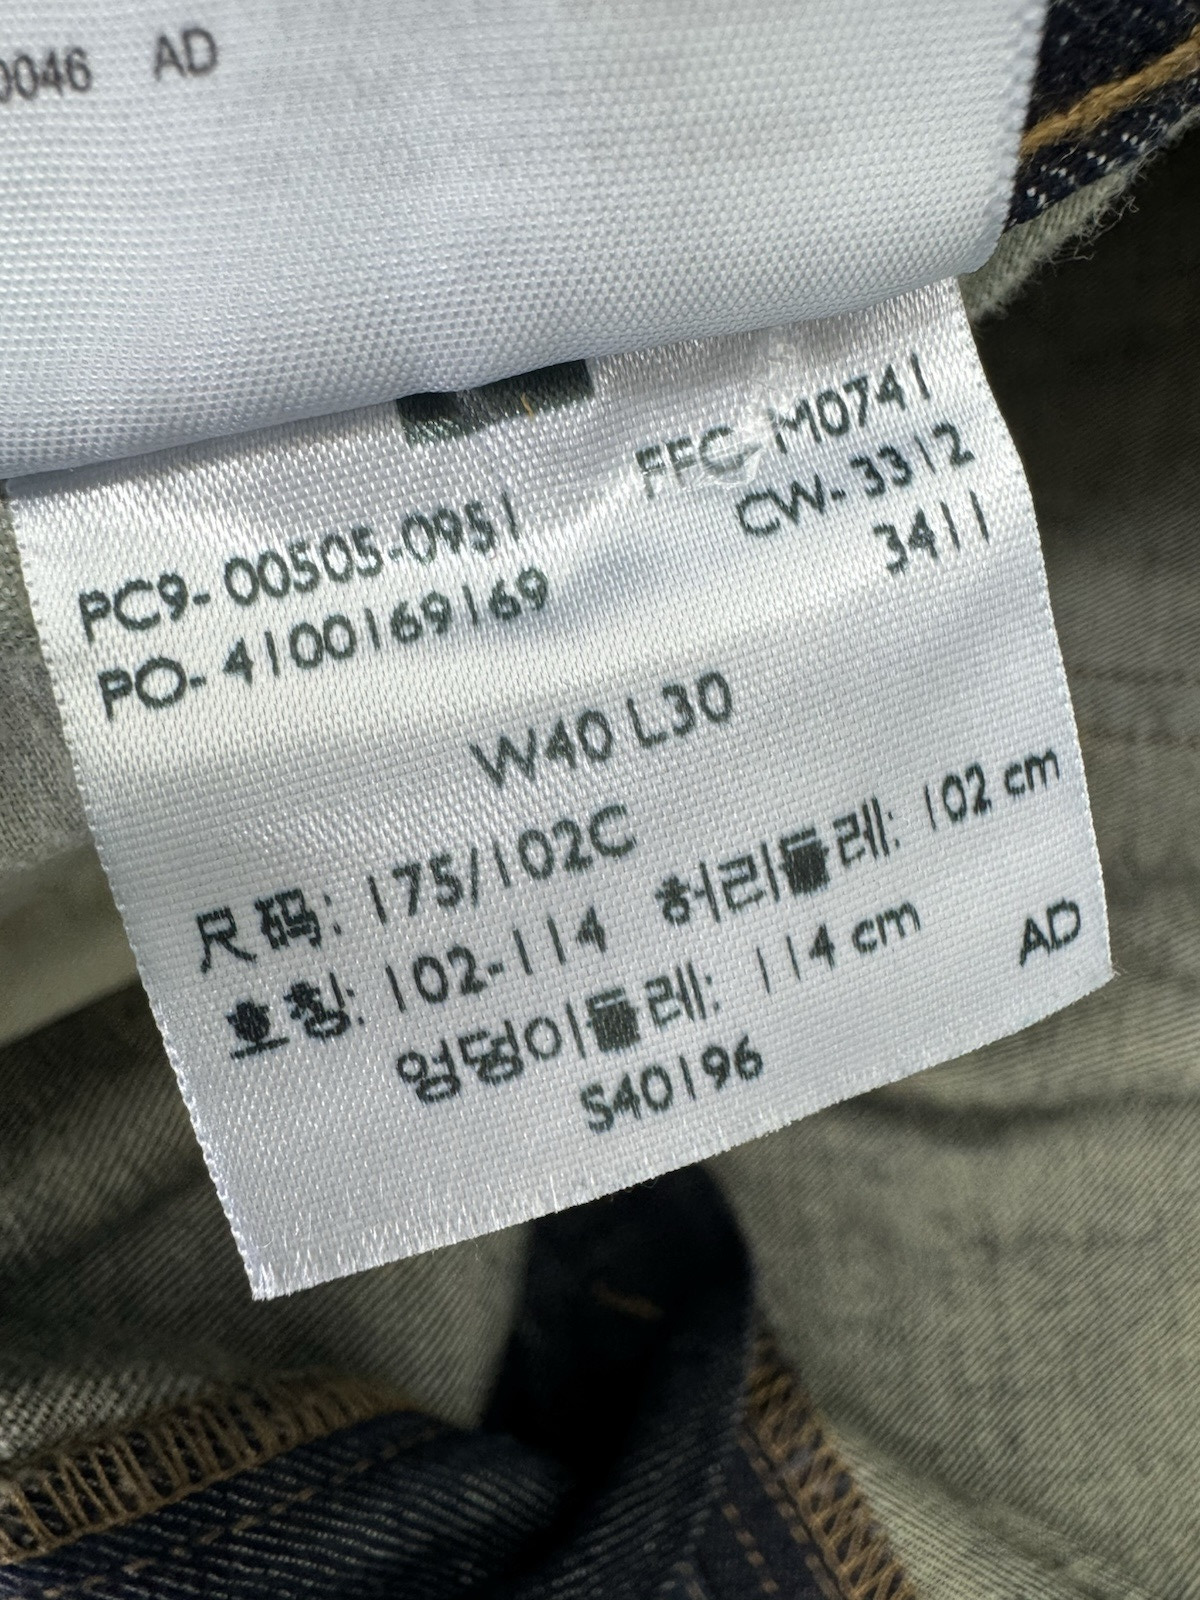 0046 AD
FFC- M0741
PC9- 00505-0951 CW- 3312
PO- 4100169169 3411
W40 L30
尺码: 175/102C
호칭: 102-114 허리둘레: 102 cm
엉덩이둘레: 114 cm AD
S40196